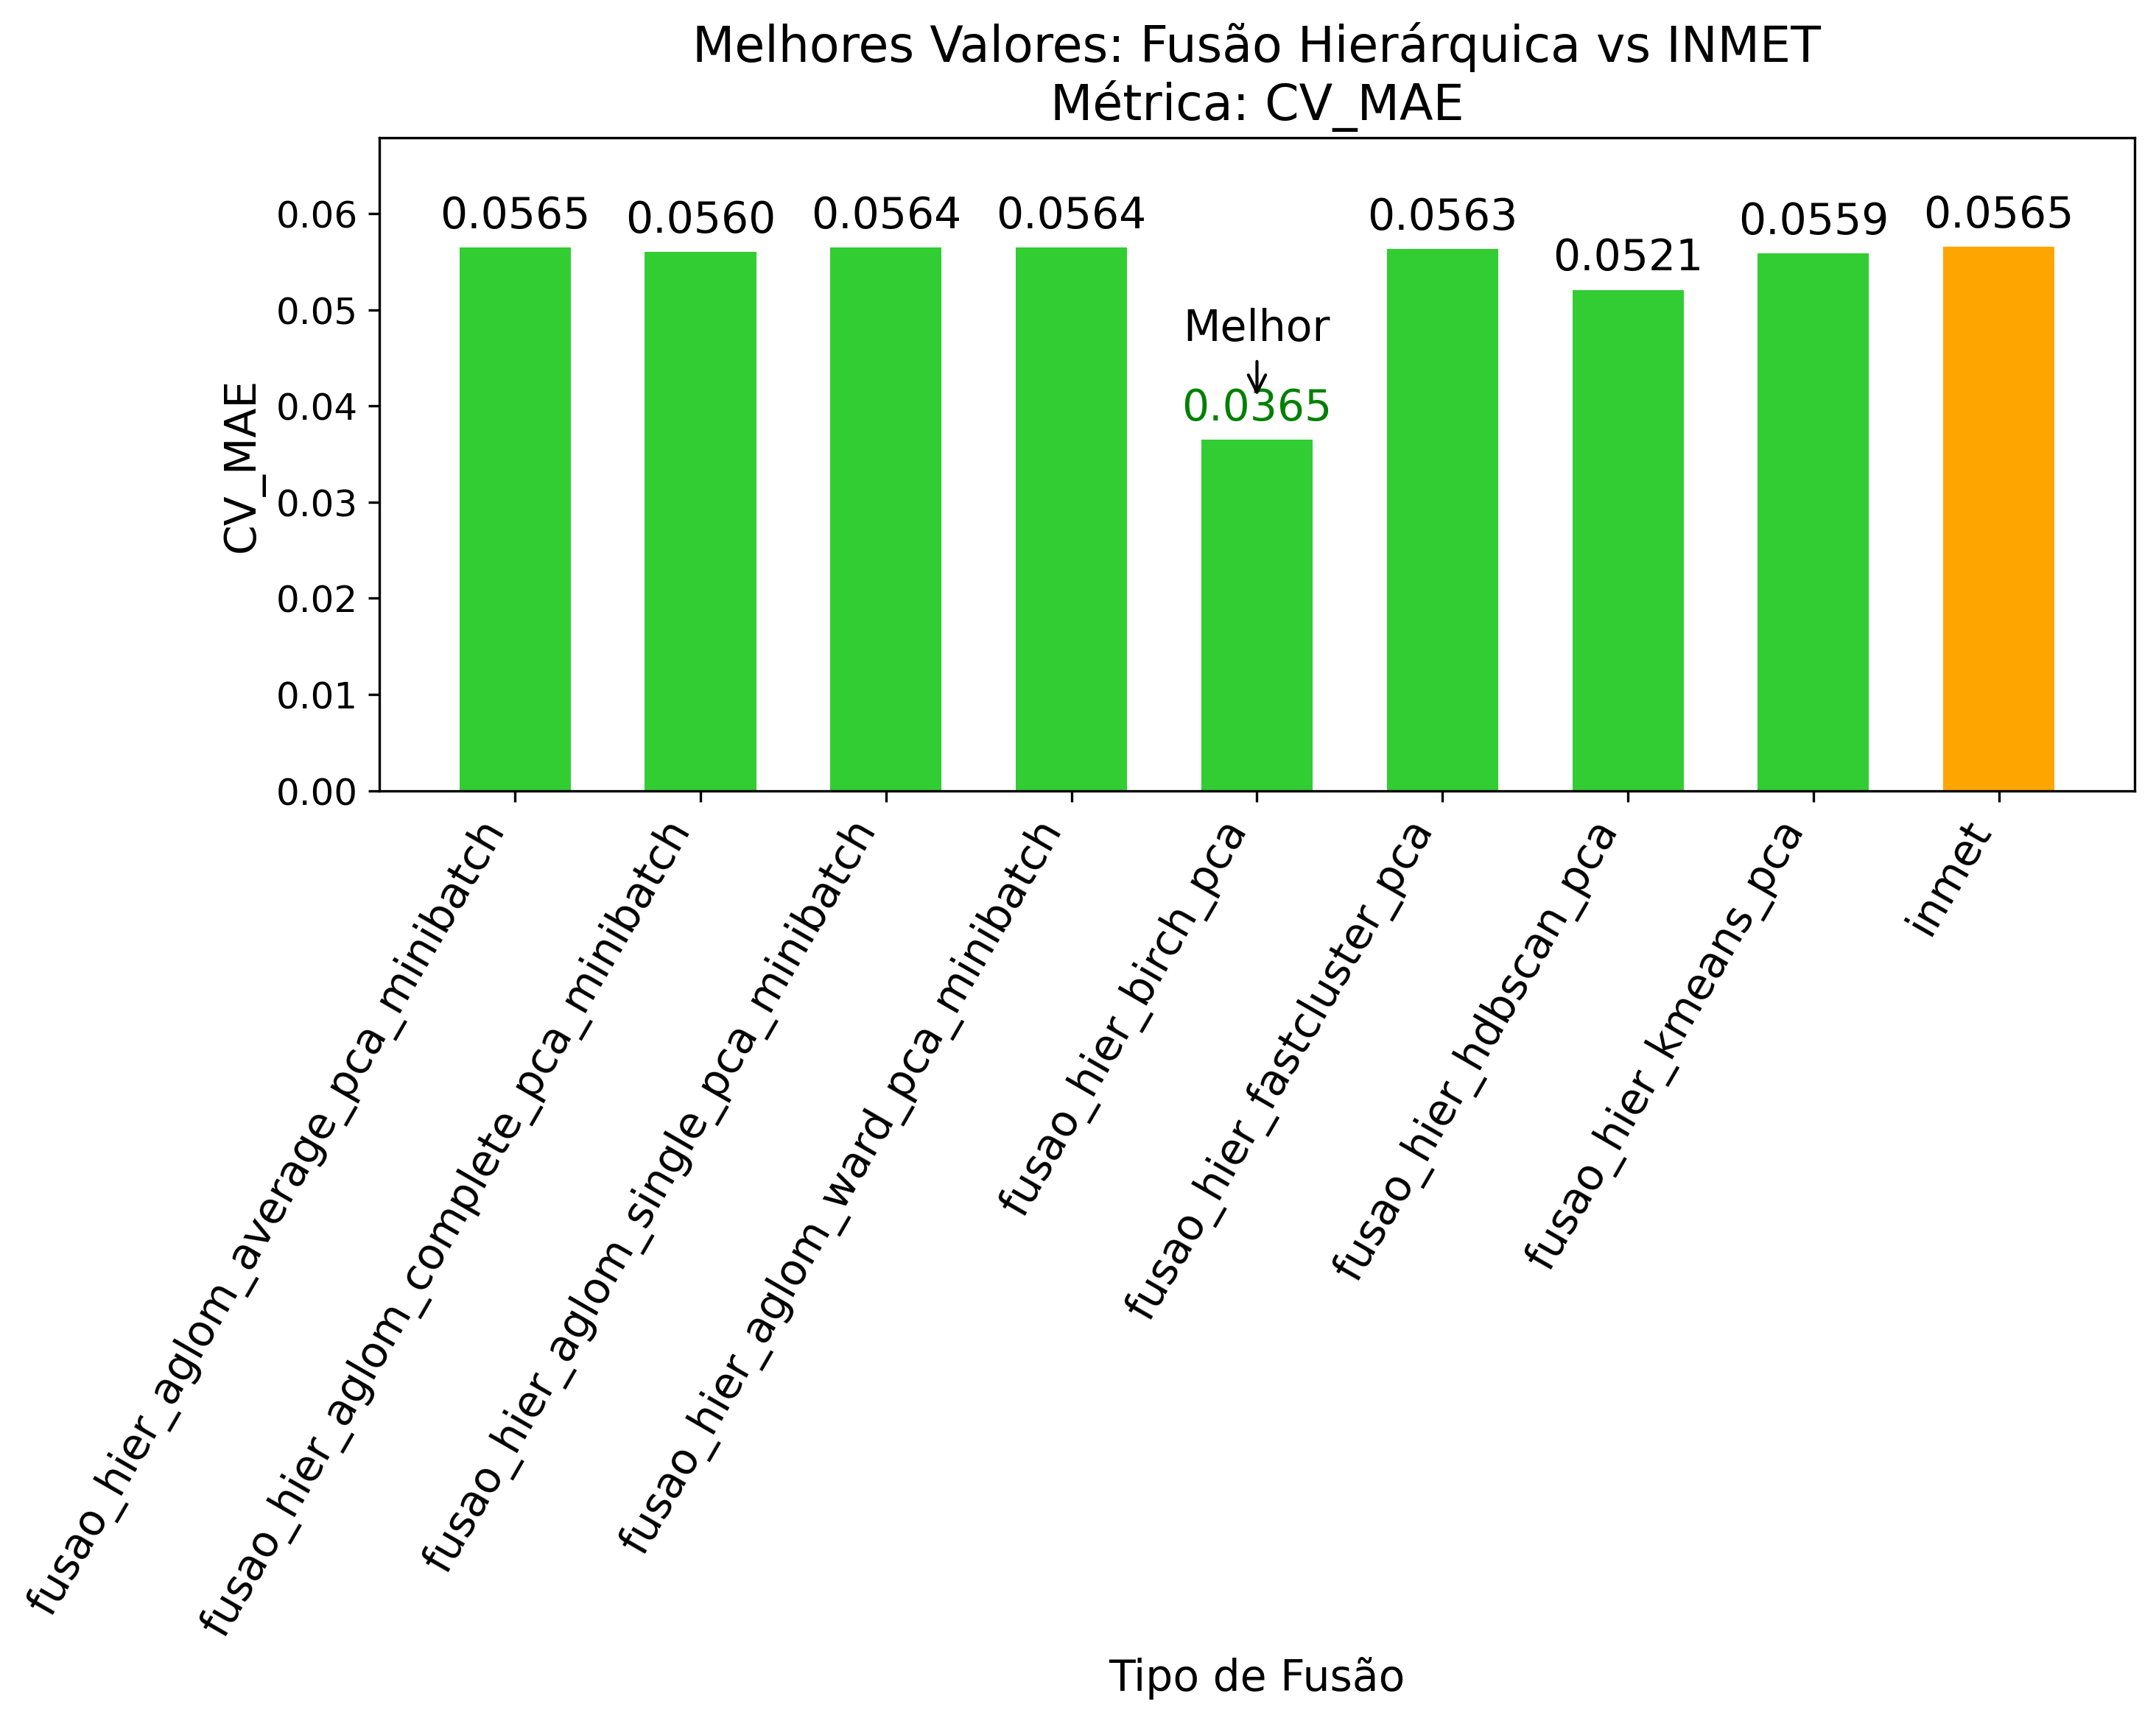 Melhores Valores: Fusão Hierárquica vs INMET
Métrica: CV_MAE
CV_MAE
0.06
0.05
0.04
0.03
0.02
0.01
0.00
0.0565
0.0560
0.0564
0.0564
Melhor
0.0365
0.0563
0.0521
0.0559
0.0565
fusao_hier_aglom_average_pca_minibatch
fusao_hier_aglom_complete_pca_minibatch
fusao_hier_aglom_single_pca_minibatch
fusao_hier_aglom_ward_pca_minibatch
fusao_hier_birch_pca
fusao_hier_fastcluster_pca
fusao_hier_hdbscan_pca
fusao_hier_kmeans_pca
inmet
Tipo de Fusão